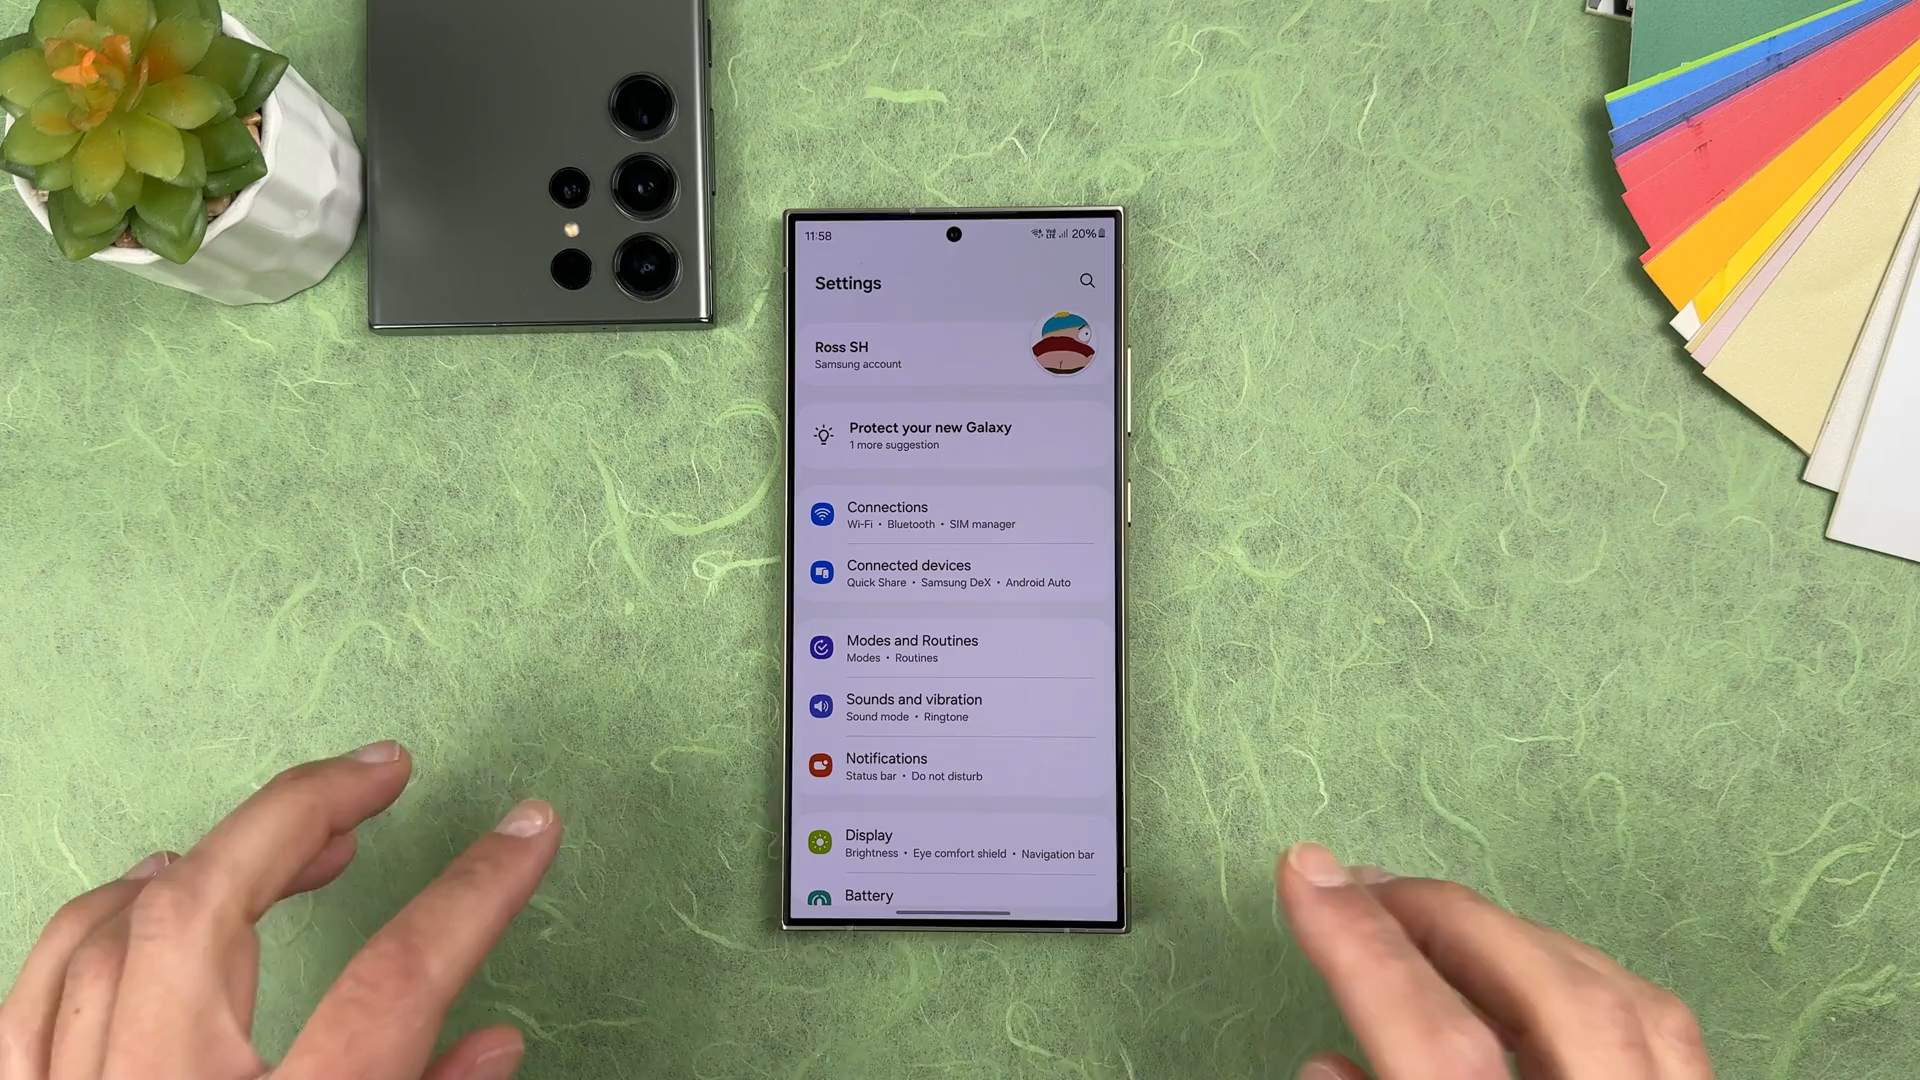 11:58
20%
Settings
Ross SH
Samsung account
Protect your new Galaxy
1 more suggestion
Connections
Wi-Fi • Bluetooth • SIM manager
Connected devices
Quick Share • Samsung DeX • Android Auto
Modes and Routines
Modes • Routines
Sounds and vibration
Sound mode • Ringtone
Notifications
Status bar • Do not disturb
Display
Brightness • Eye comfort shield • Navigation bar
Battery